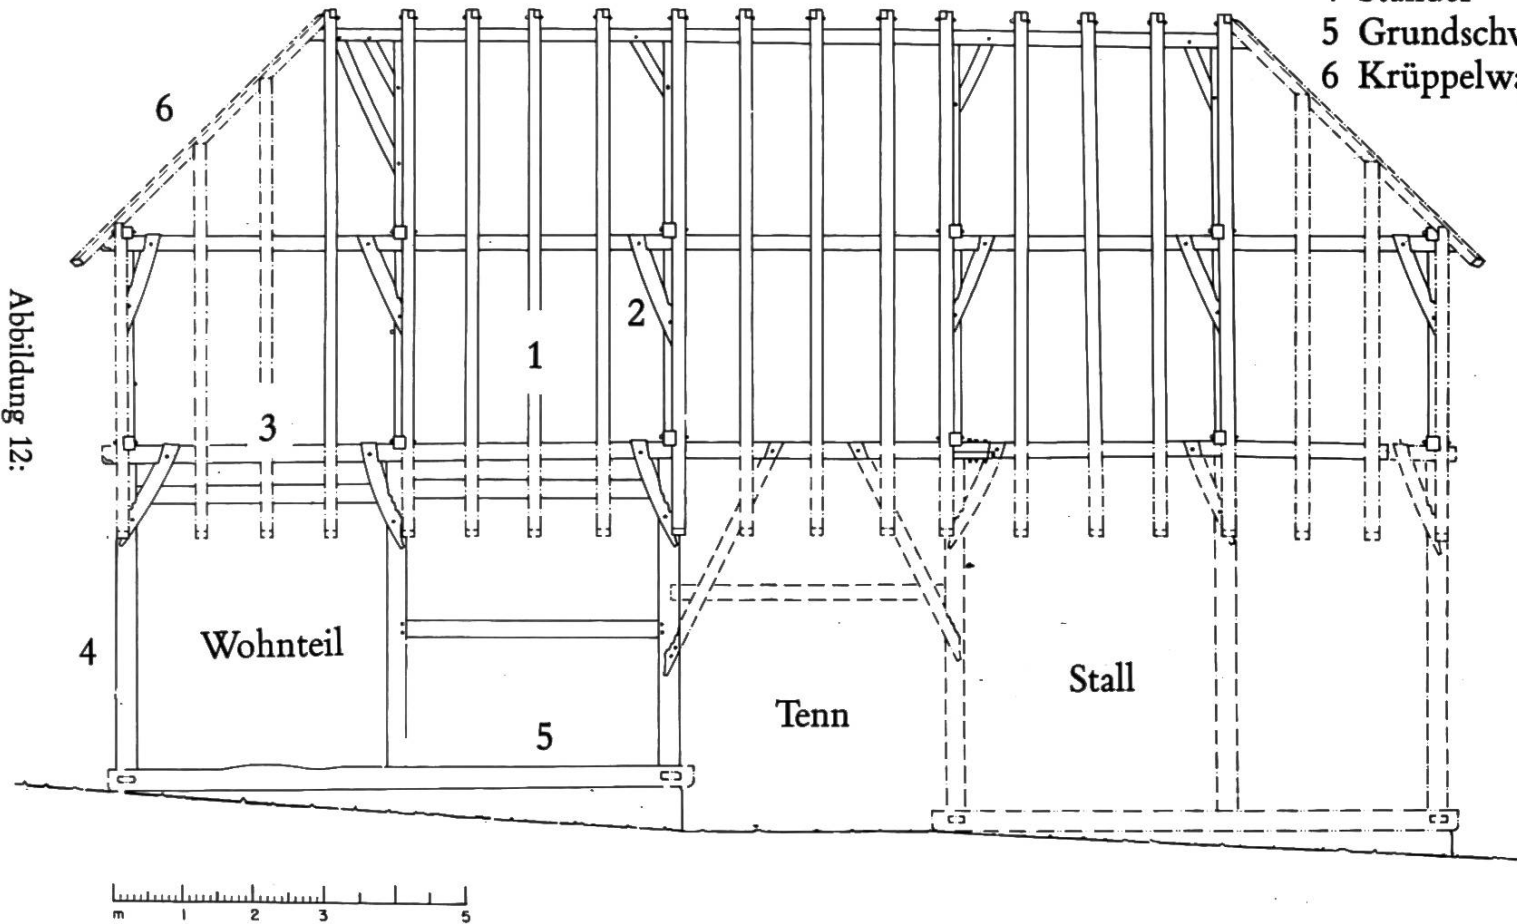 5 Grundschw
6 Krüppelwa
6
2
1
3
Abbildung 12:
4
Wohnteil
Stall
Tenn
5
m 1 2 3 5